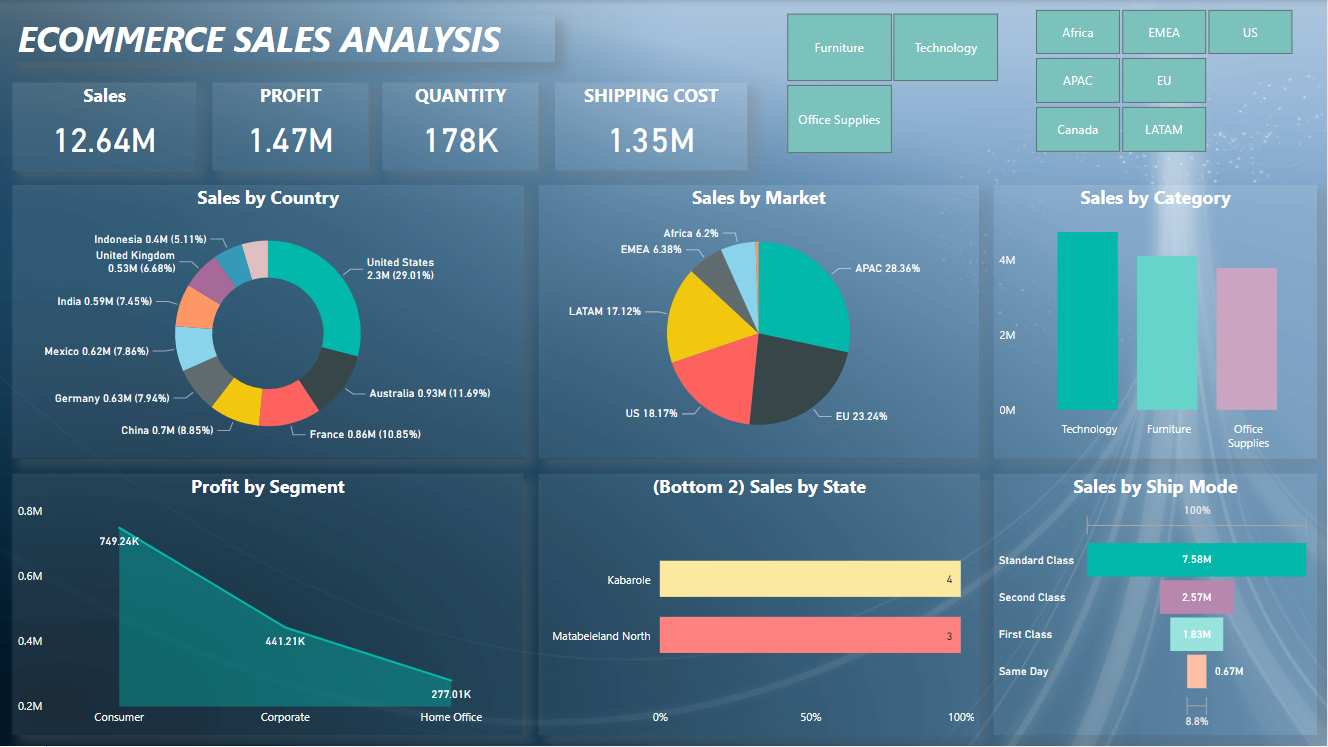 ECOMMERCE SALES ANALYSIS
Furniture
Technology
Office Supplies
Africa
EMEA
US
APAC
EU
Canada
LATAM
Sales
12.64M
PROFIT
1.47M
QUANTITY
178K
SHIPPING COST
1.35M
Sales by Country
Indonesia 0.4M (5.11%)
United Kingdom
0.53M (6.68%)
India 0.59M (7.45%)
Mexico 0.62M (7.86%)
Germany 0.63M (7.94%)
China 0.7M (8.85%)
United States
2.3M (29.01%)
Australia 0.93M (11.69%)
France 0.86M (10.85%)
Sales by Market
Africa 6.2%
EMEA 6.38%
LATAM 17.12%
US 18.17%
APAC 28.36%
EU 23.24%
Sales by Category
4M
2M
0M
Technology
Furniture
Office
Supplies
Profit by Segment
0.8M
0.6M
0.4M
0.2M
749.24K
441.21K
277.01K
Consumer
Corporate
Home Office
(Bottom 2) Sales by State
Kabarole
4
Matabeleland North
3
0%
50%
100%
Sales by Ship Mode
100%
Standard Class
7.58M
Second Class
2.57M
First Class
1.83M
Same Day
0.67M
8.8%